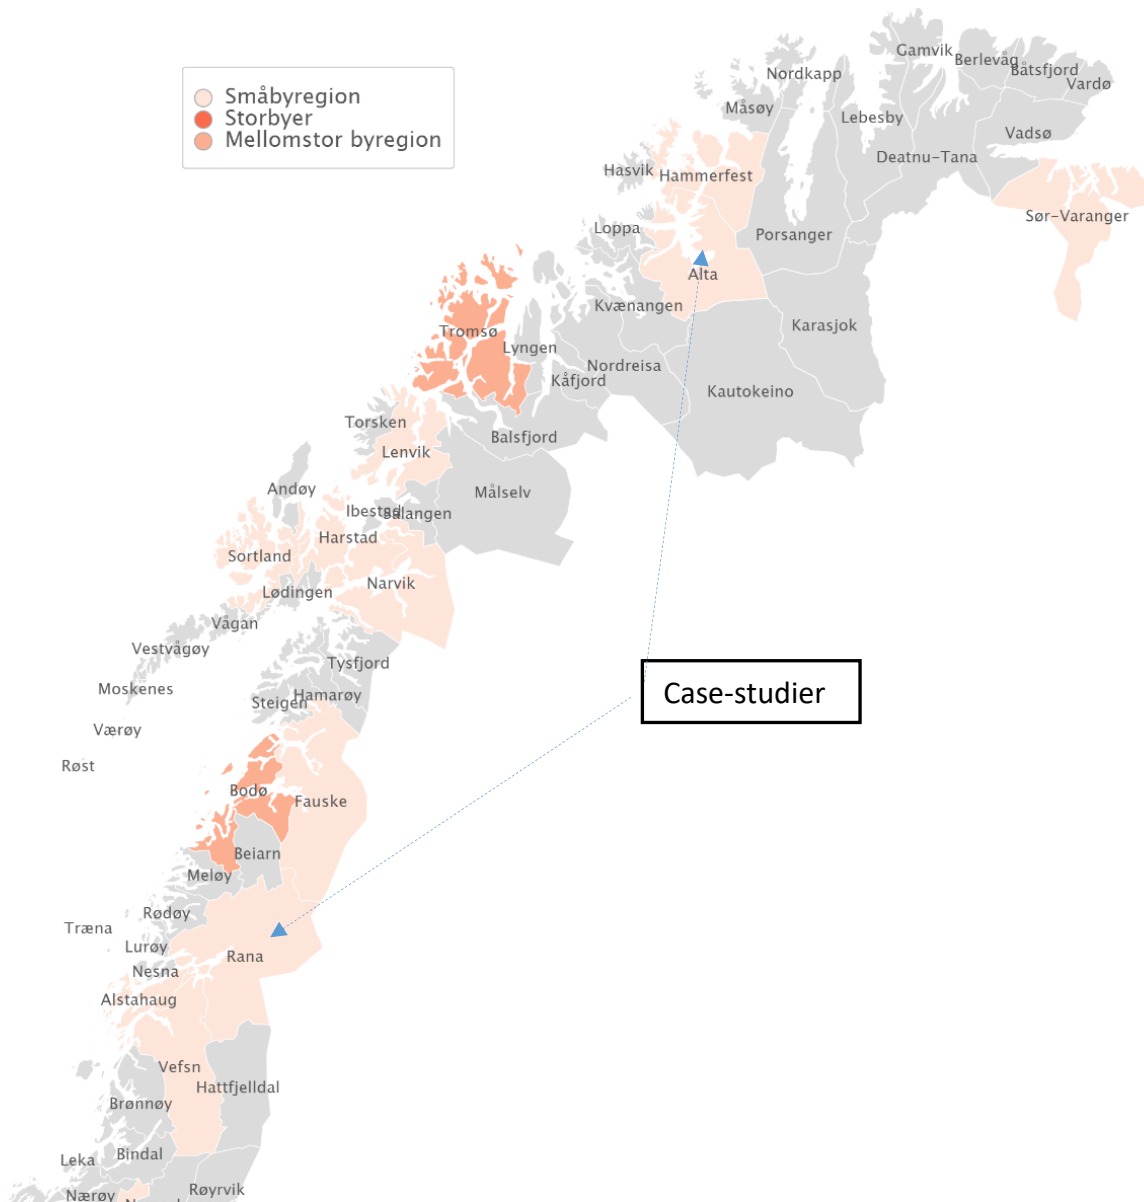 Småbyregion
Storbyer
Mellomstor byregion
Gamvik
Berlevåg
Båtsfjord
Nordkapp
Vardø
Måsøy
Lebesby
Vadsø
Deatnu-Tana
Hasvik
Hammerfest
Sør-Varanger
Loppa
Porsanger
Alta
Kvænangen
Karasjok
Tromsø
Lyngen
Nordreisa
Kåfjord
Kautokeino
Torsken
Balsfjord
Lenvik
Målselv
Andøy
Ibestad
Salangen
Harstad
Sortland
Narvik
Lødingen
Vågan
Vestvågøy
Tysfjord
Moskenes
Hamarøy
Steigen
Case-studier
Værøy
Røst
Bodø
Fauske
Beiarn
Meløy
Rødøy
Træna
Lurøy
Rana
Nesna
Alstahaug
Vefsn
Hattfjelldal
Brønnøy
Bindal
Leka
Røyrvik
Nærøy